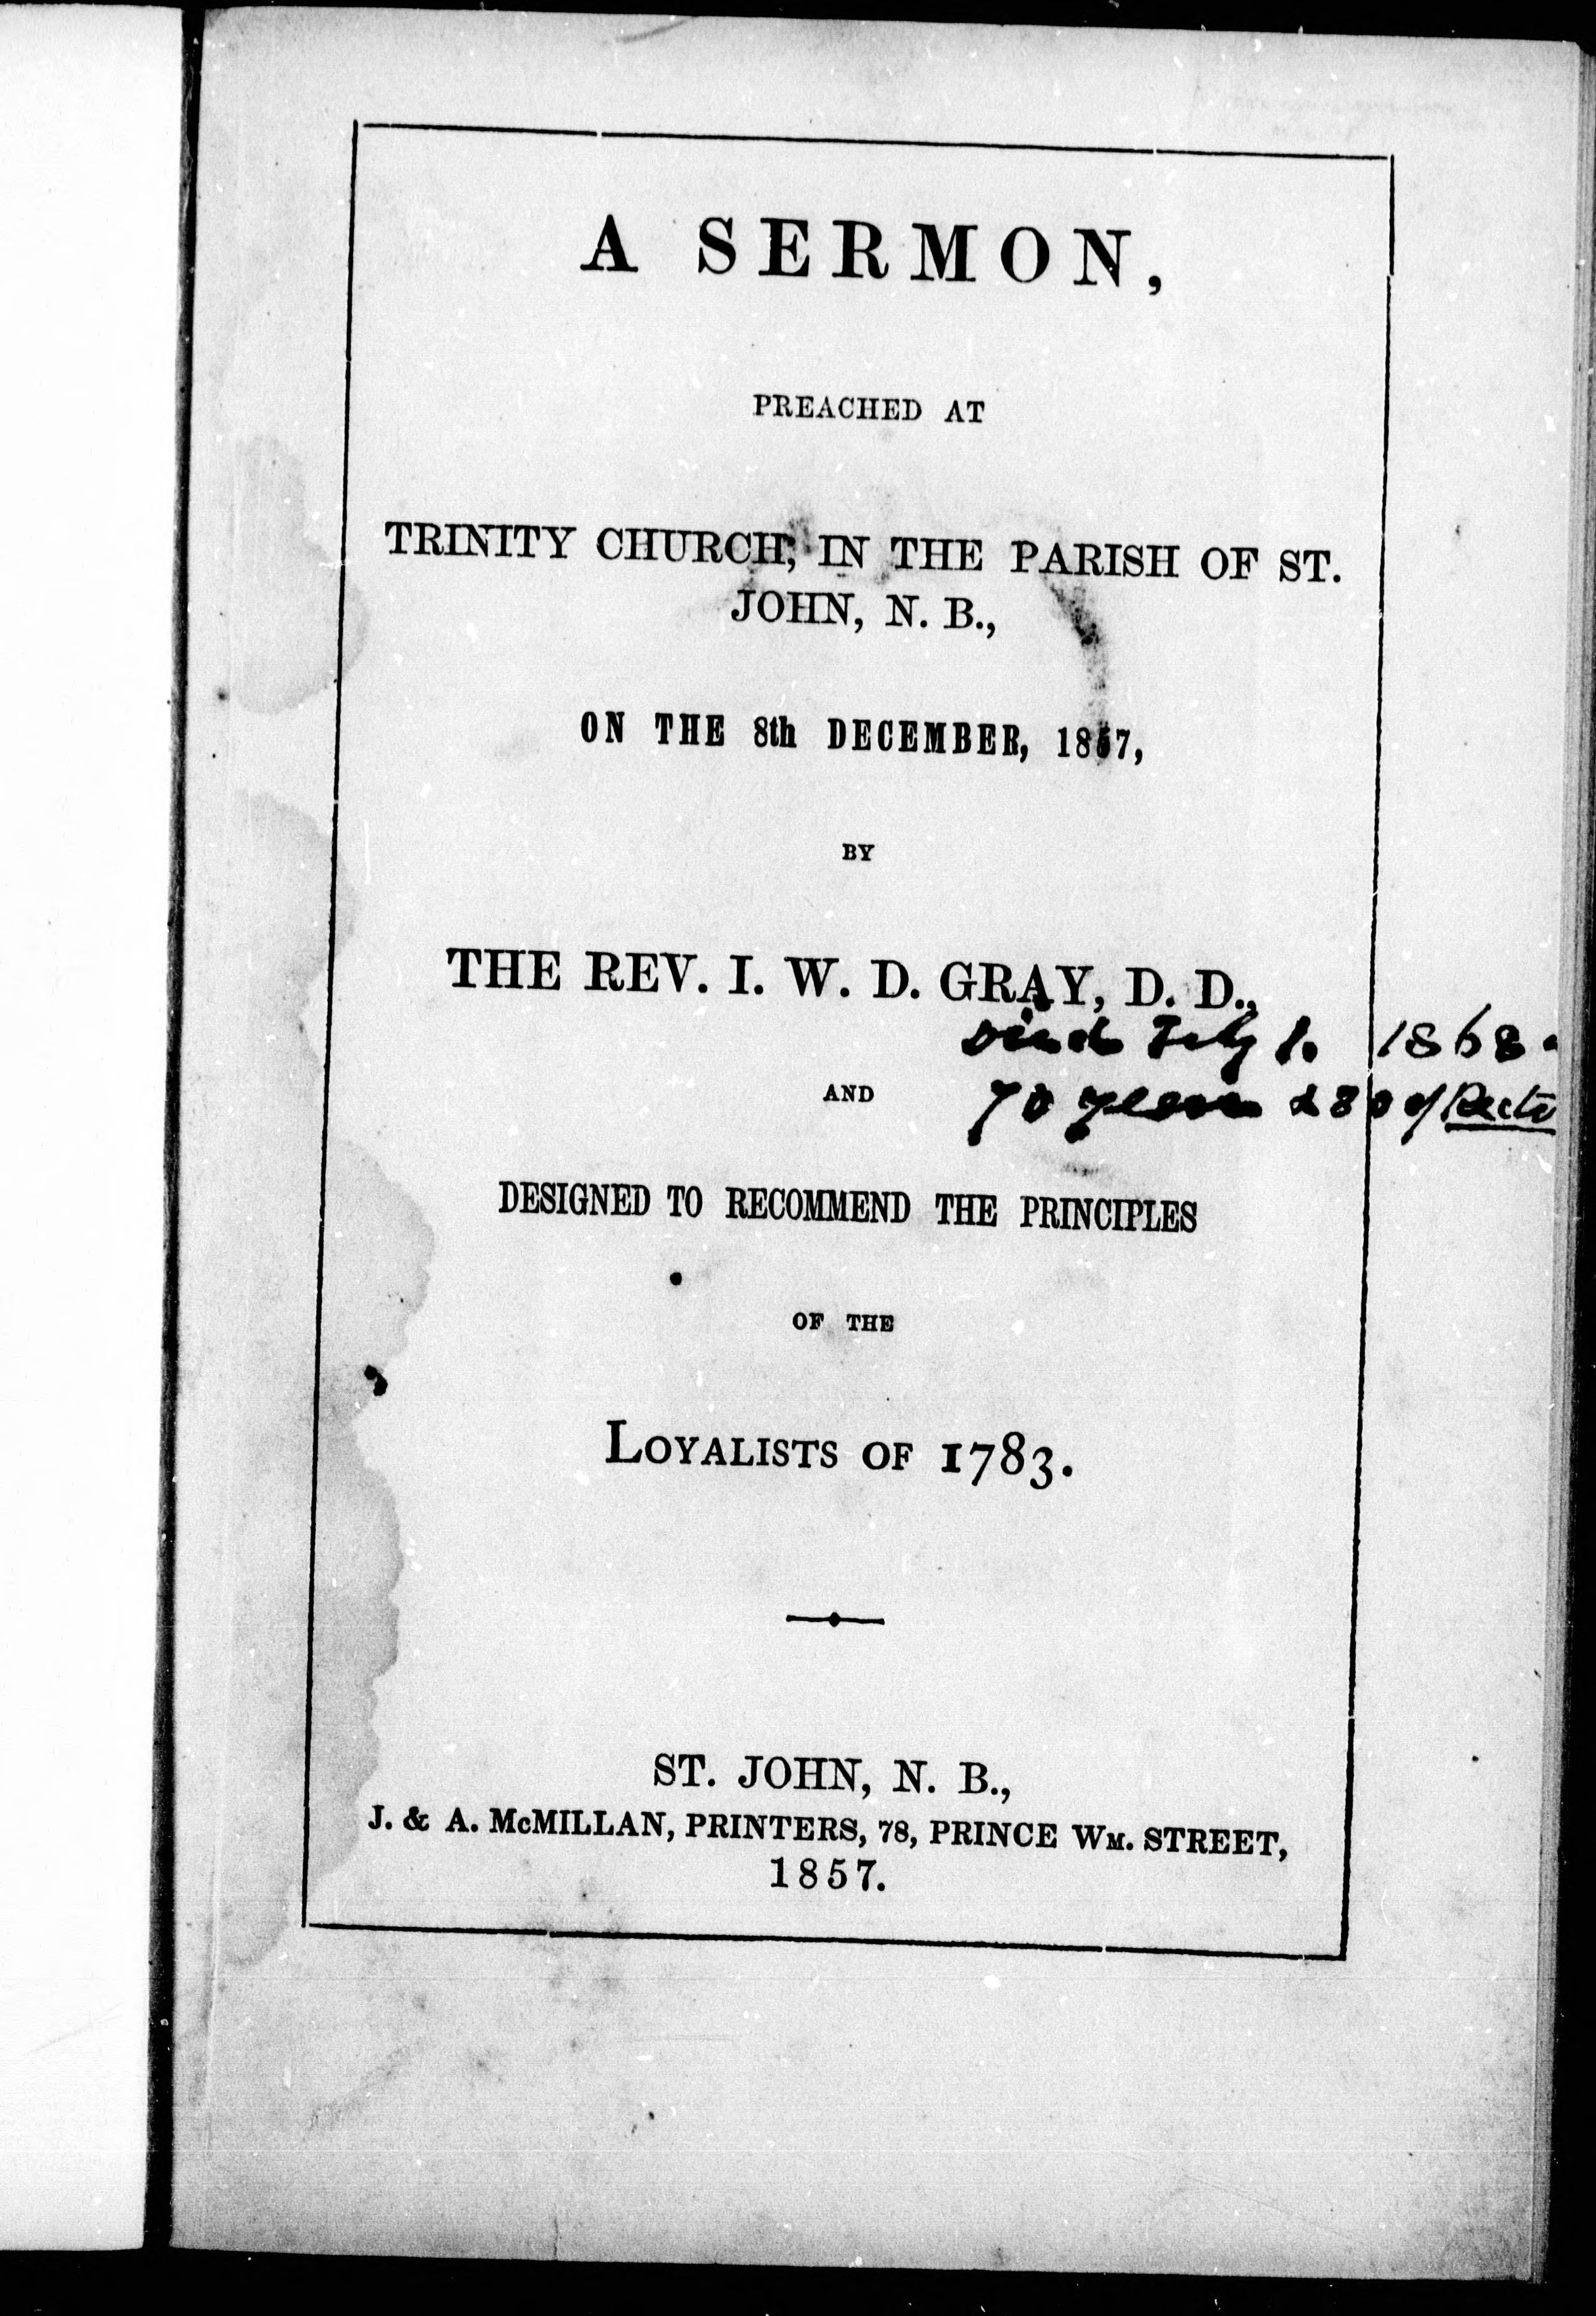 A SERMON,
PREACHED AT
TRINITY CHURCH, IN THE PARISH OF ST.
JOHN, N. B.,
ON THE 8th DECEMBER, 1857,
BY
THE REV. I. W. D. GRAY, D. D.,
1868
AND 70 years & 30 of
DESIGNED TO RECOMMEND THE PRINCIPLES
OF THE
LOYALISTS OF 1783.
ST. JOHN, N. B.,
J. & A. McMILLAN, PRINTERS, 78, PRINCE WM. STREET,
1857.